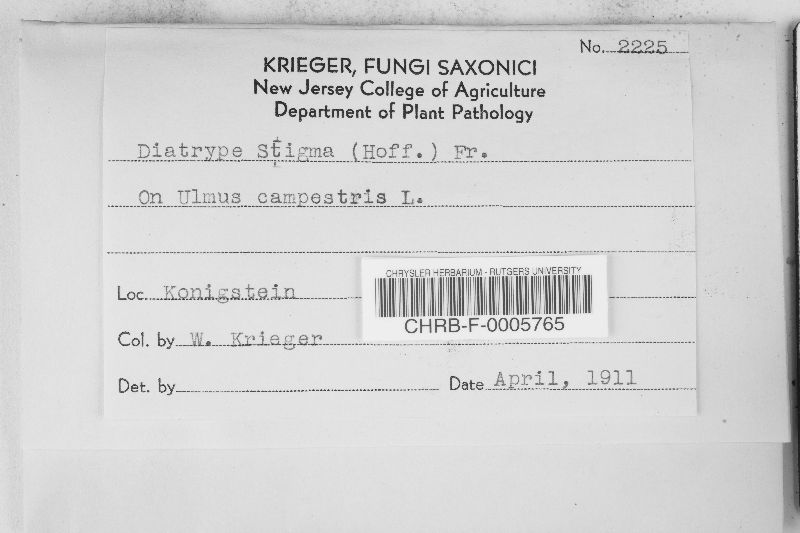 No. 2225
KRIEGER, FUNGI SAXONICI
New Jersey College of Agriculture
Department of Plant Pathology
Diatrype Stigma (Hoff.) Fr.
On Ulmus campestris L.
Loc. Konigstein
CHRYSLER HERBARIUM - RUTGERS UNIVERSITY
CHRB-F-0005765
Col. by W. Krieger
Det. by
Date April, 1911